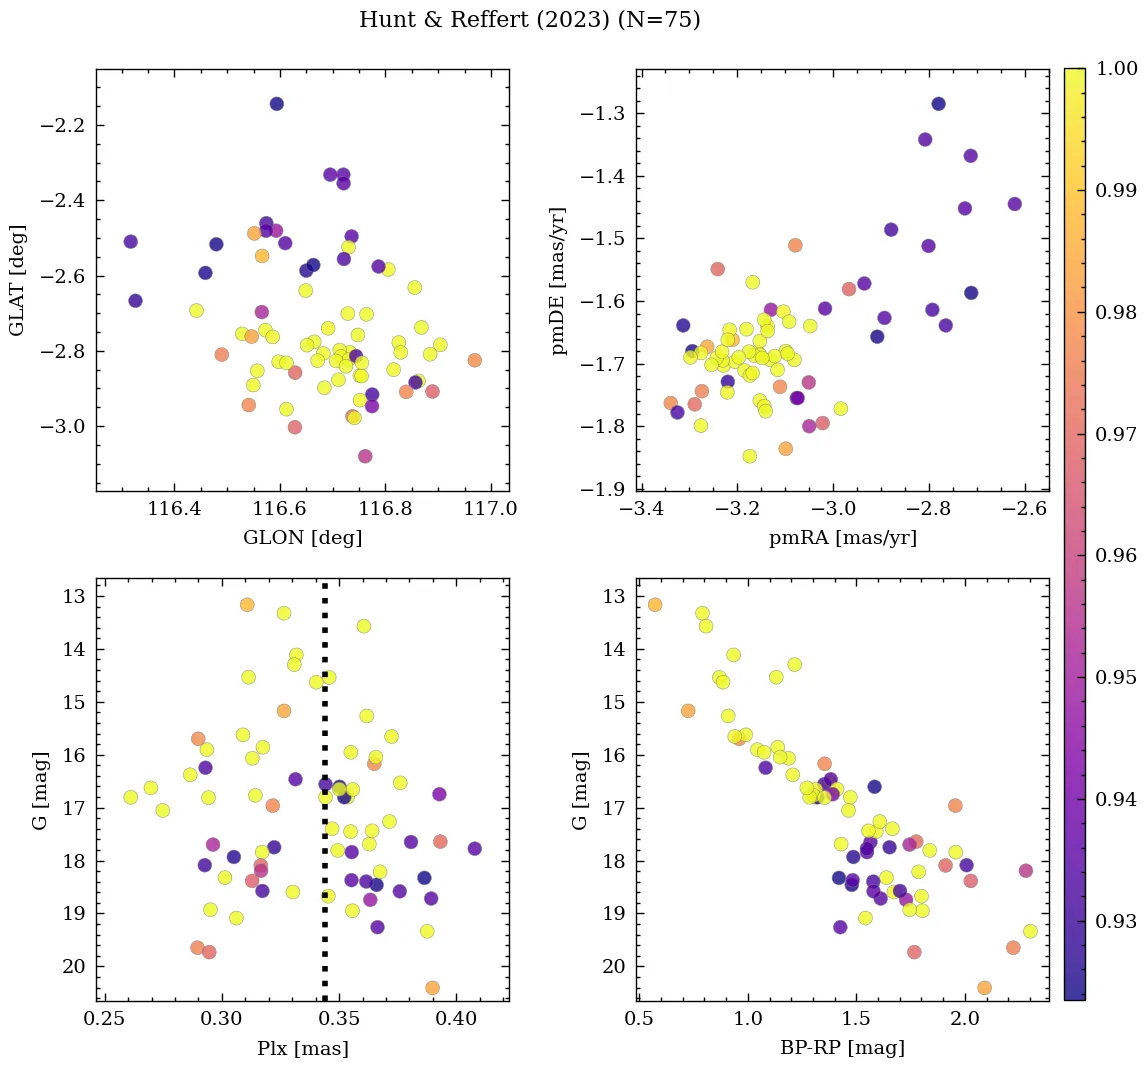 Hunt & Reffert (2023) (N=75)
−2.2
−2.4
−2.6
−2.8
−3.0
GLAT [deg]
116.4 116.6 116.8 117.0
GLON [deg]
−1.3
−1.4
−1.5
−1.6
−1.7
−1.8
−1.9
pmDE [mas/yr]
−3.4 −3.2 −3.0 −2.8 −2.6
pmRA [mas/yr]
13
14
15
16
17
18
19
20
G [mag]
0.25 0.30 0.35 0.40
Plx [mas]
13
14
15
16
17
18
19
20
G [mag]
0.5 1.0 1.5 2.0
BP-RP [mag]
1.00
0.99
0.98
0.97
0.96
0.95
0.94
0.93